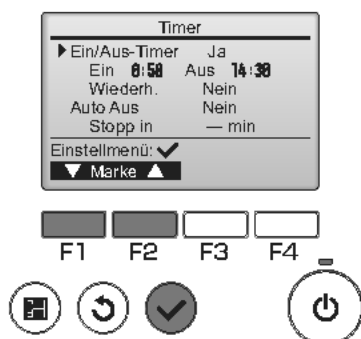 Timer
Ein/Aus-Timer Ja
Ein 6:50 Aus 14:30
Wiederh. Nein
Auto Aus Nein
Stopp in — min
Einstellmenü: ✓
▼ Marke ▲
F1 F2 F3 F4